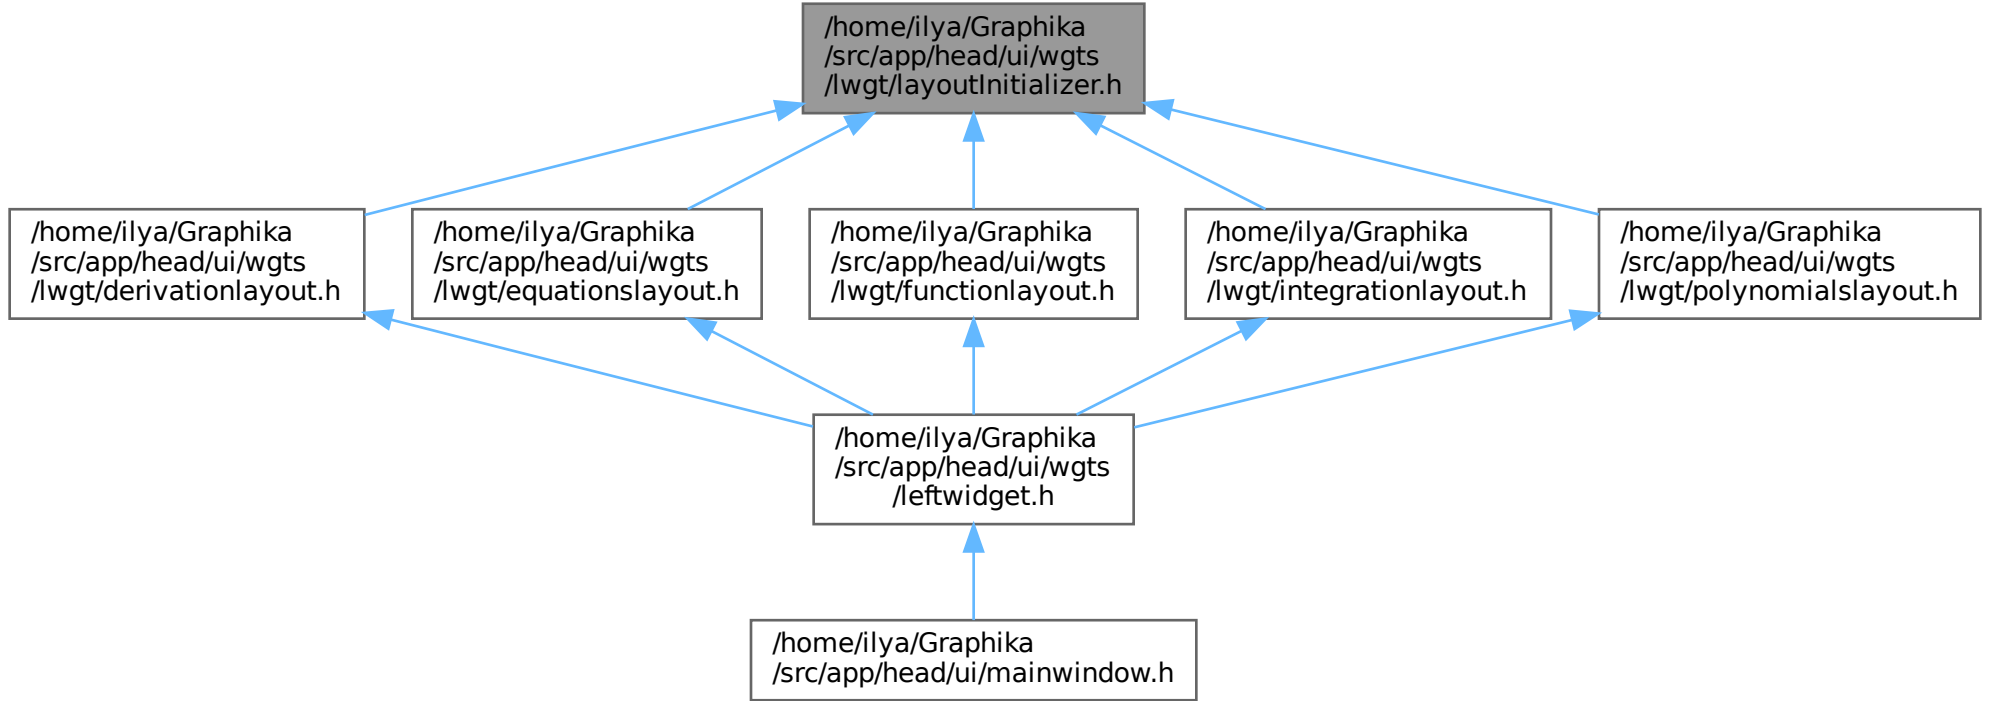 /home/ilya/Graphika
/src/app/head/ui/wgts
/lwgt/layoutInitializer.h
/home/ilya/Graphika
/src/app/head/ui/wgts
/lwgt/derivationlayout.h
/home/ilya/Graphika
/src/app/head/ui/wgts
/lwgt/equationslayout.h
/home/ilya/Graphika
/src/app/head/ui/wgts
/lwgt/functionlayout.h
/home/ilya/Graphika
/src/app/head/ui/wgts
/lwgt/integrationlayout.h
/home/ilya/Graphika
/src/app/head/ui/wgts
/lwgt/polynomialslayout.h
/home/ilya/Graphika
/src/app/head/ui/wgts
/leftwidget.h
/home/ilya/Graphika
/src/app/head/ui/mainwindow.h